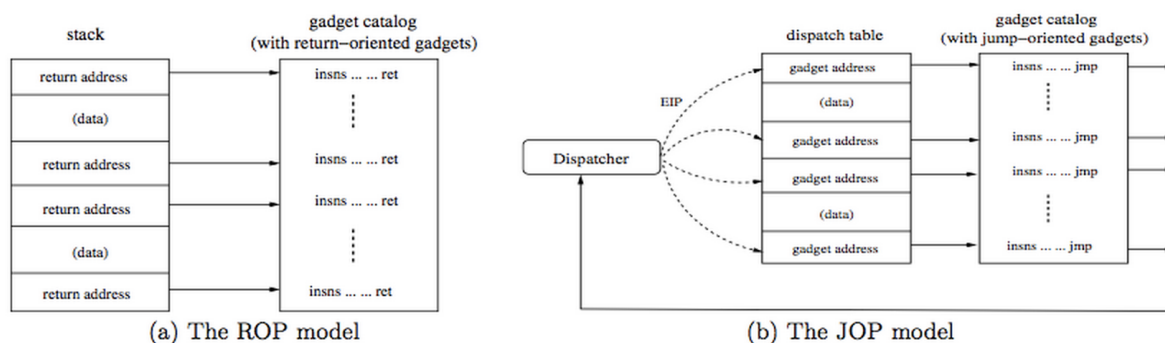 stack
gadget catalog
(with return-oriented gadgets)
return address
insns ... ... ret
(data)
return address
insns ... ... ret
return address
insns ... ... ret
(data)
return address
insns ... ... ret
(a) The ROP model
dispatch table
gadget catalog
(with jump-oriented gadgets)
gadget address
insns ... ... jmp
EIP
(data)
gadget address
insns ... ... jmp
Dispatcher
gadget address
insns ... ... jmp
(data)
gadget address
insns ... ... jmp
(b) The JOP model